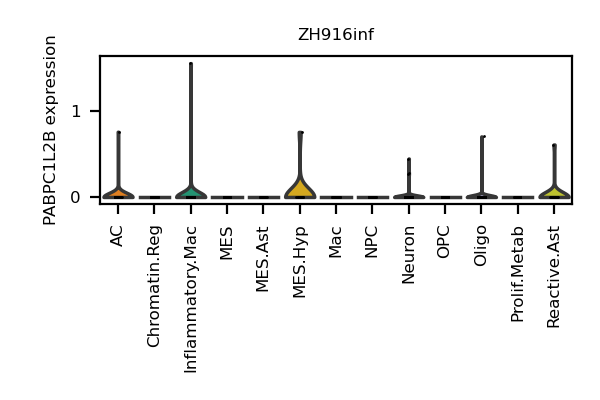 ZH916inf
PABPC1L2B expression
1
0
AC
Chromatin.Reg
Inflammatory.Mac
MES
MES.Ast
MES.Hyp
Mac
NPC
Neuron
OPC
Oligo
Prolif.Metab
Reactive.Ast